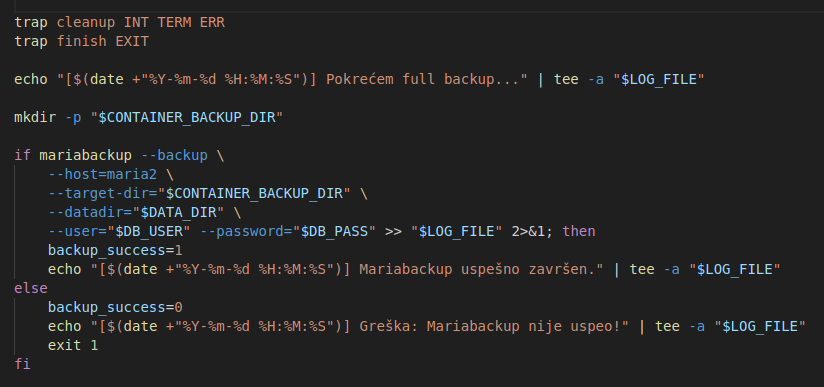 trap cleanup INT TERM ERR
trap finish EXIT
echo "[$(date +"%Y-%m-%d %H:%M:%S")] Pokrećem full backup..." | tee -a "$LOG_FILE"
mkdir -p "$CONTAINER_BACKUP_DIR"
if mariabackup --backup \
    --host=maria2 \
    --target-dir="$CONTAINER_BACKUP_DIR" \
    --datadir="$DATA_DIR" \
    --user="$DB_USER" --password="$DB_PASS" >> "$LOG_FILE" 2>&1; then
    backup_success=1
    echo "[$(date +"%Y-%m-%d %H:%M:%S")] Mariabackup uspešno završen." | tee -a "$LOG_FILE"
else
    backup_success=0
    echo "[$(date +"%Y-%m-%d %H:%M:%S")] Greška: Mariabackup nije uspeo!" | tee -a "$LOG_FILE"
    exit 1
fi